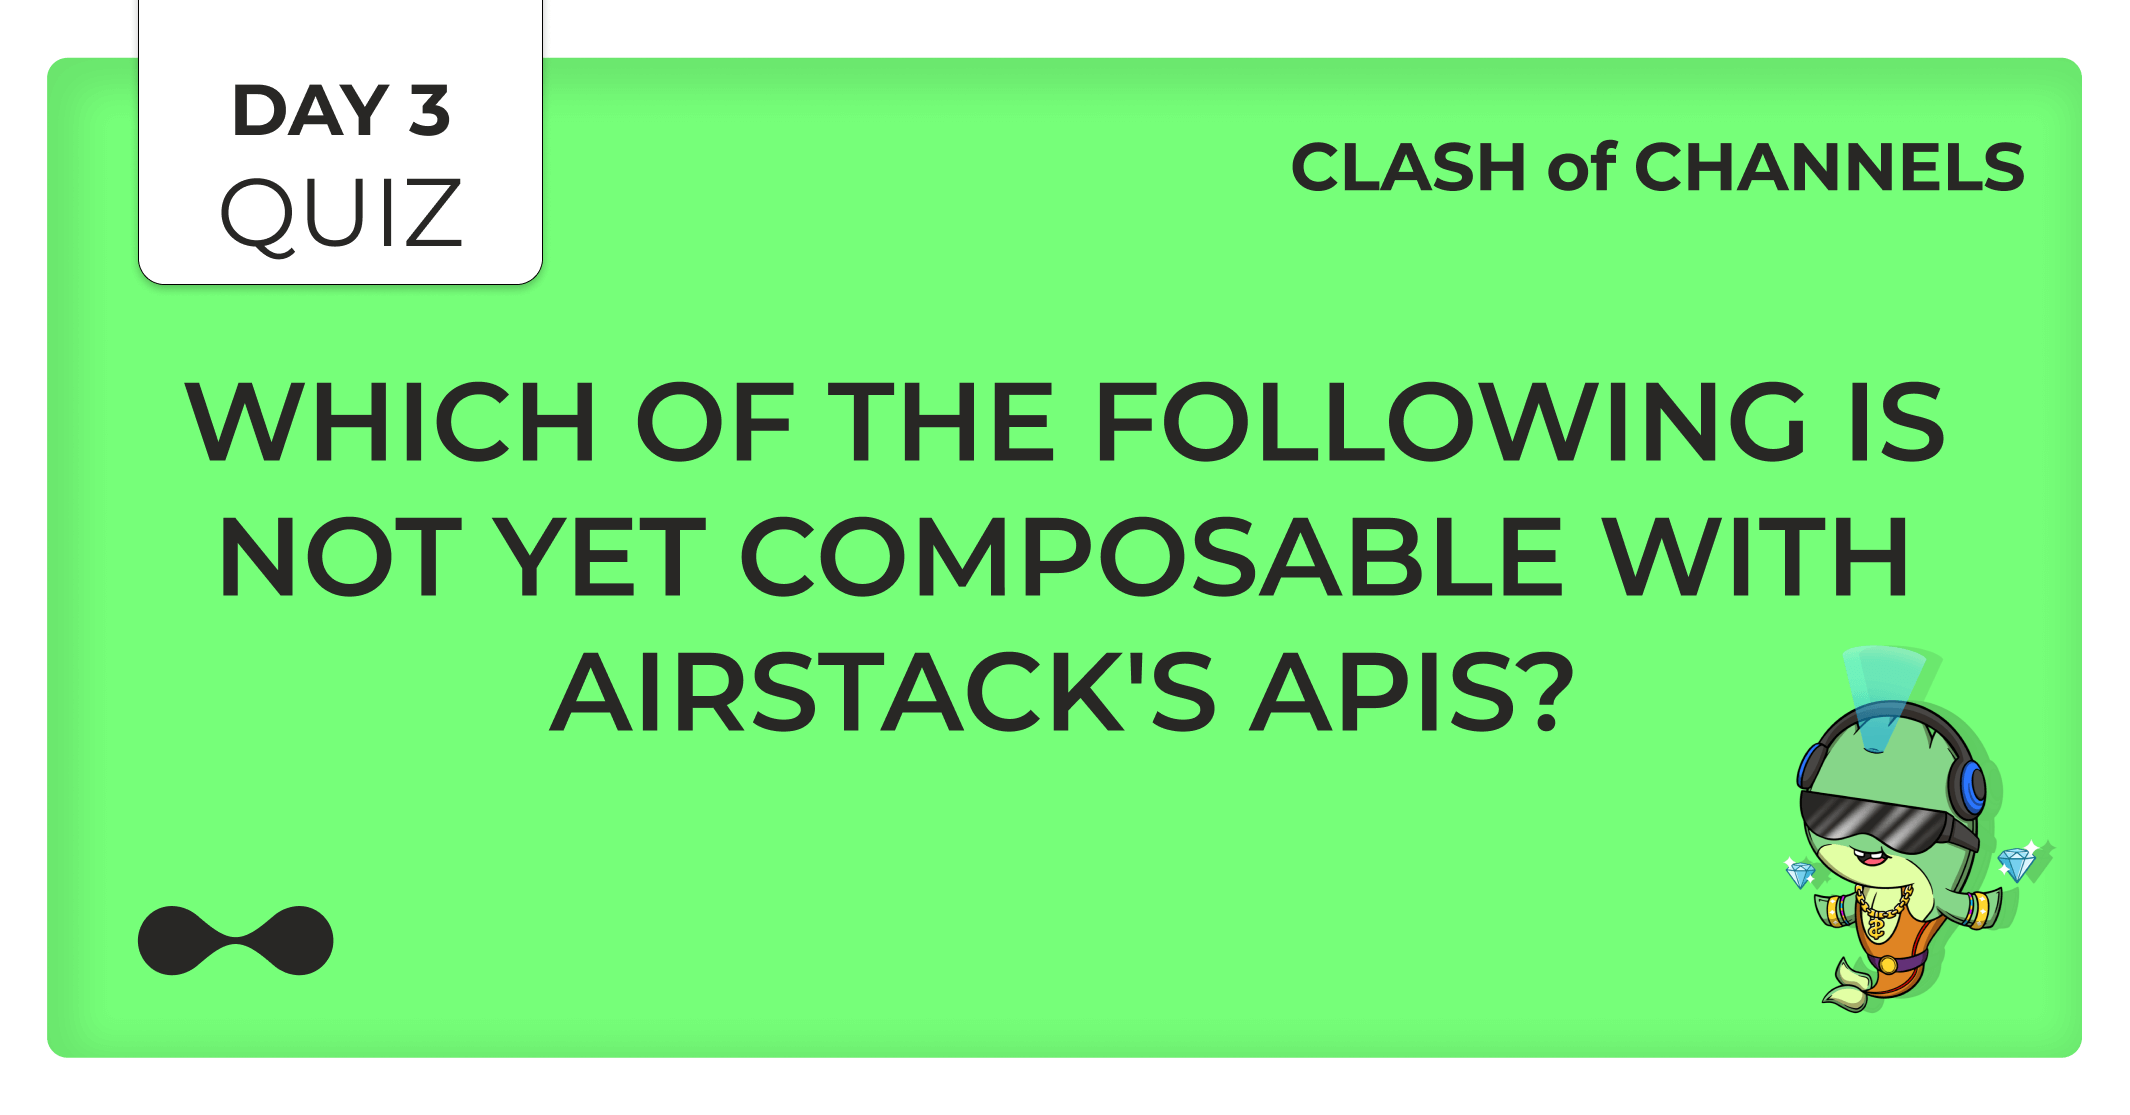 DAY 3
QUIZ
CLASH of CHANNELS
WHICH OF THE FOLLOWING IS
NOT YET COMPOSABLE WITH
AIRSTACK'S APIS?